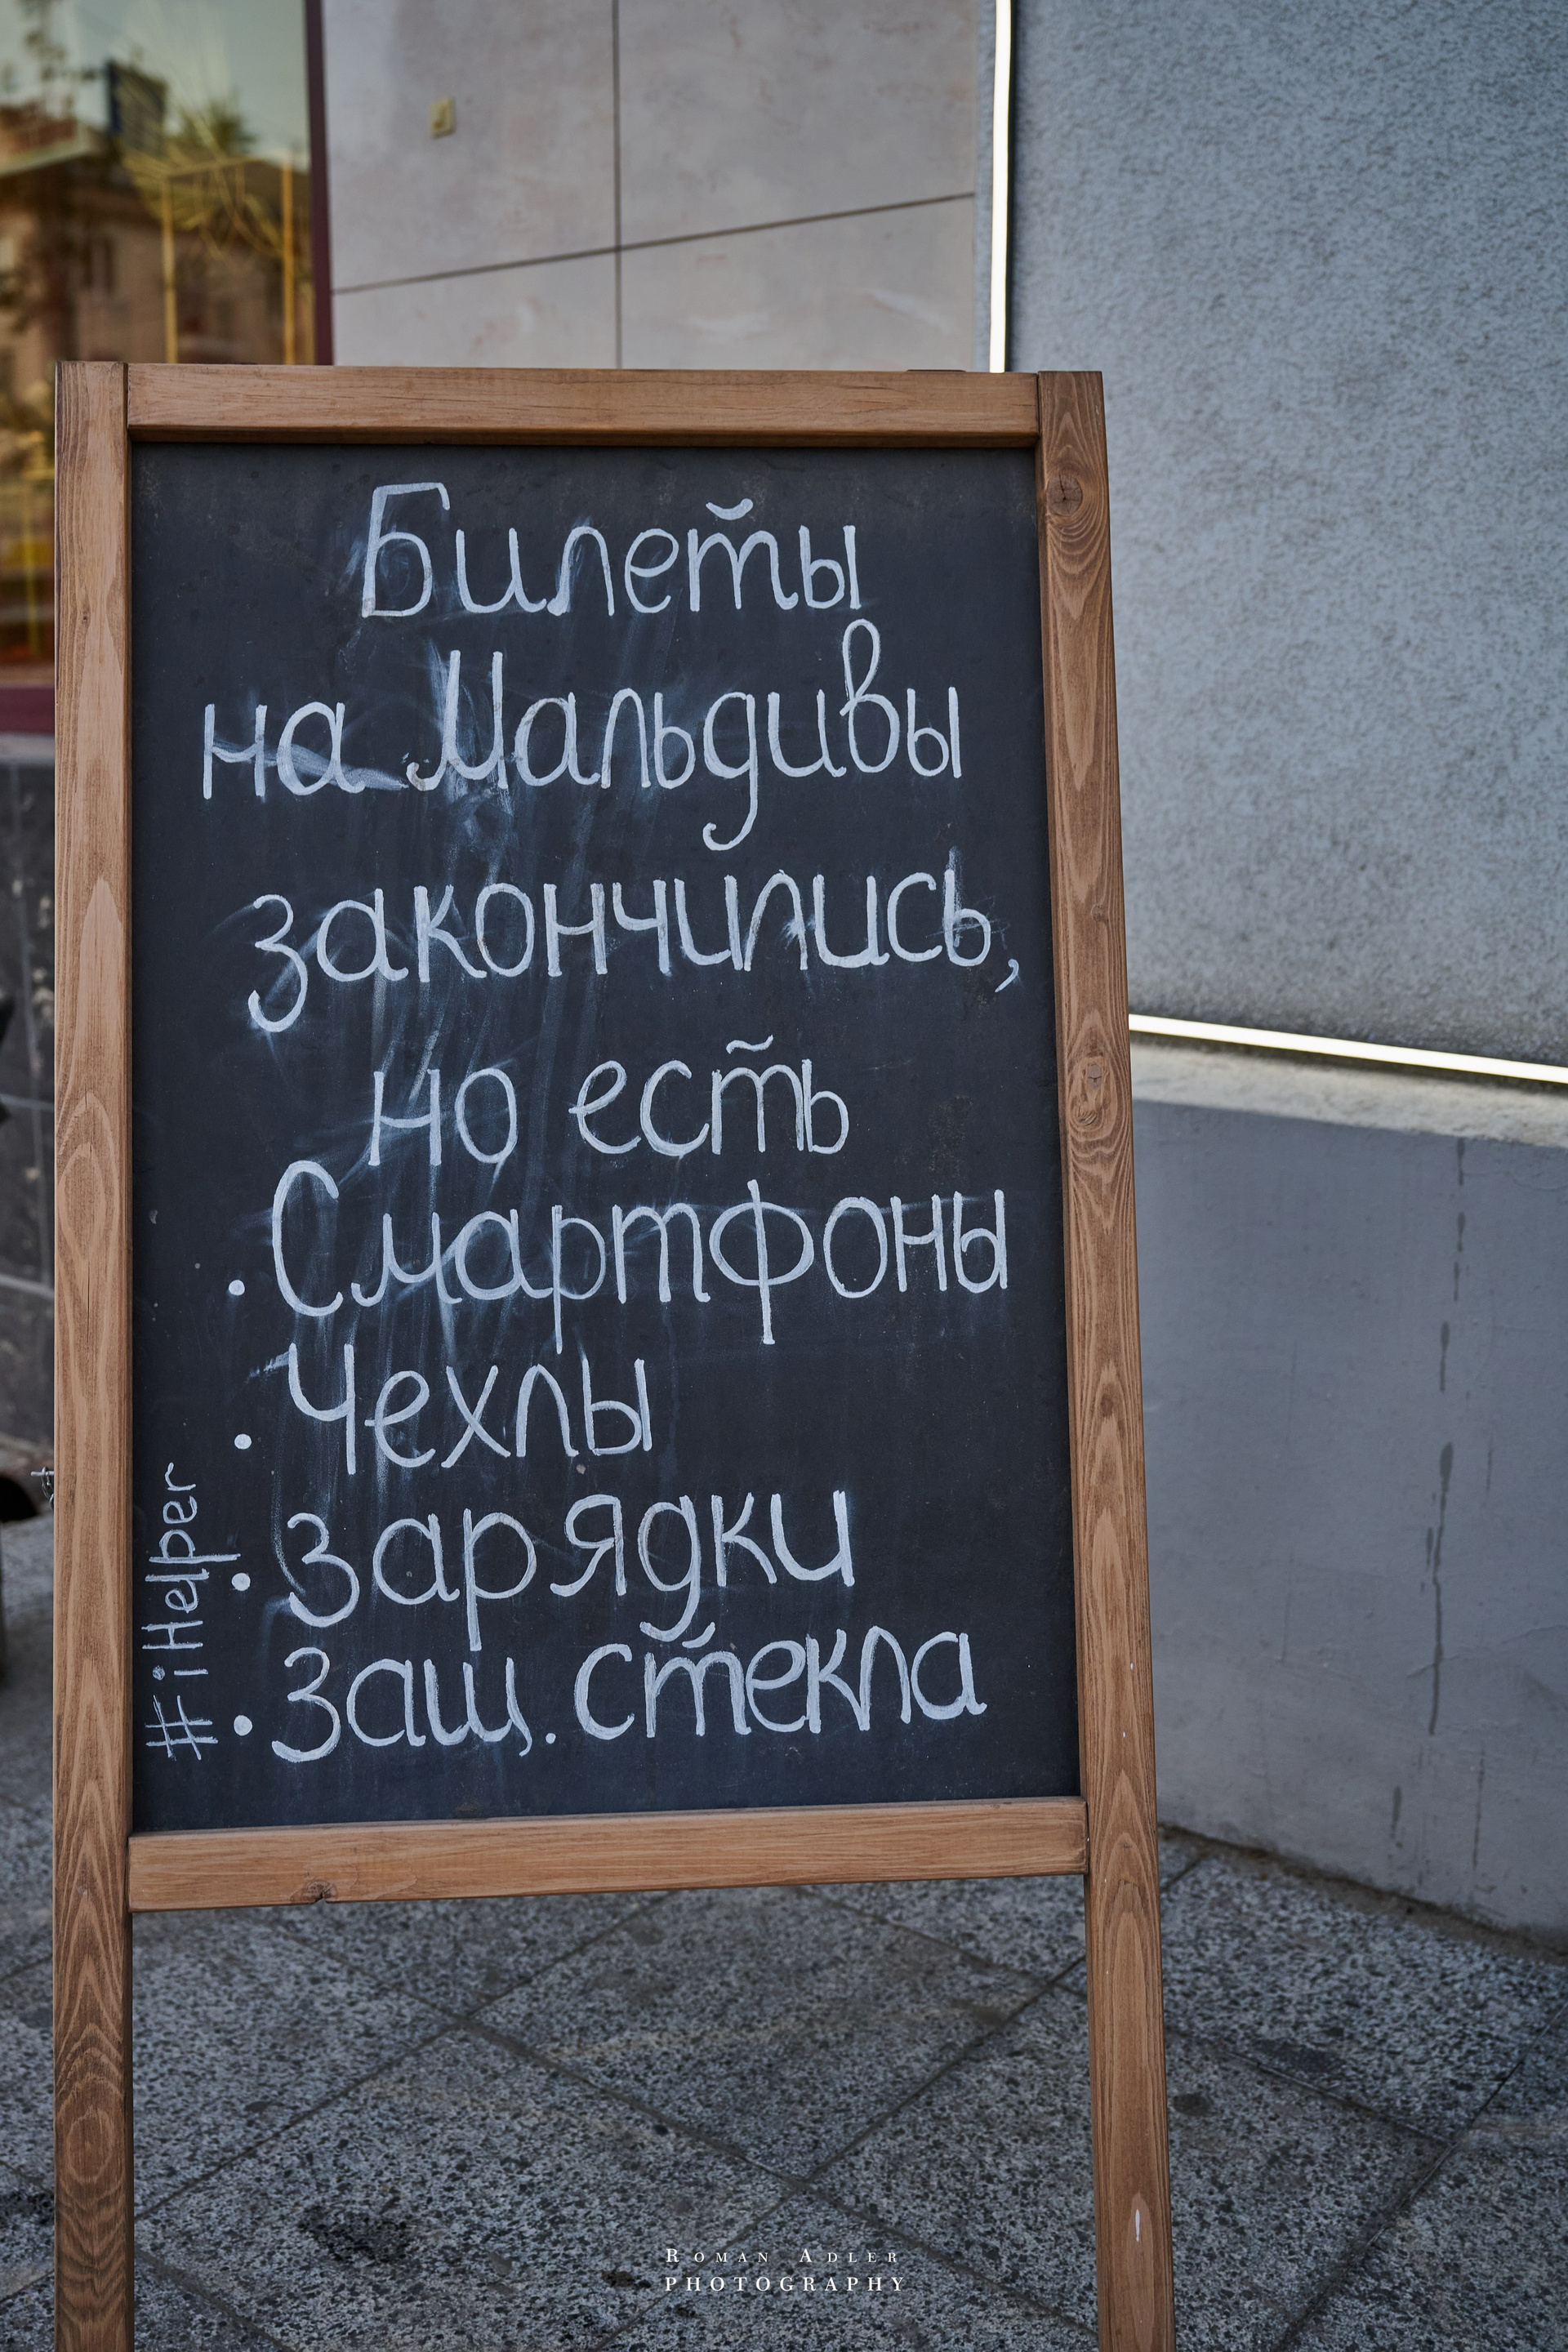 Билеты
на Мальдивы
закончились,
но есть
. Смартфоны
. Чехлы
. Зарядки
. Защ. стекла
#iHelper
Roman Adler
PHOTOGRAPHY